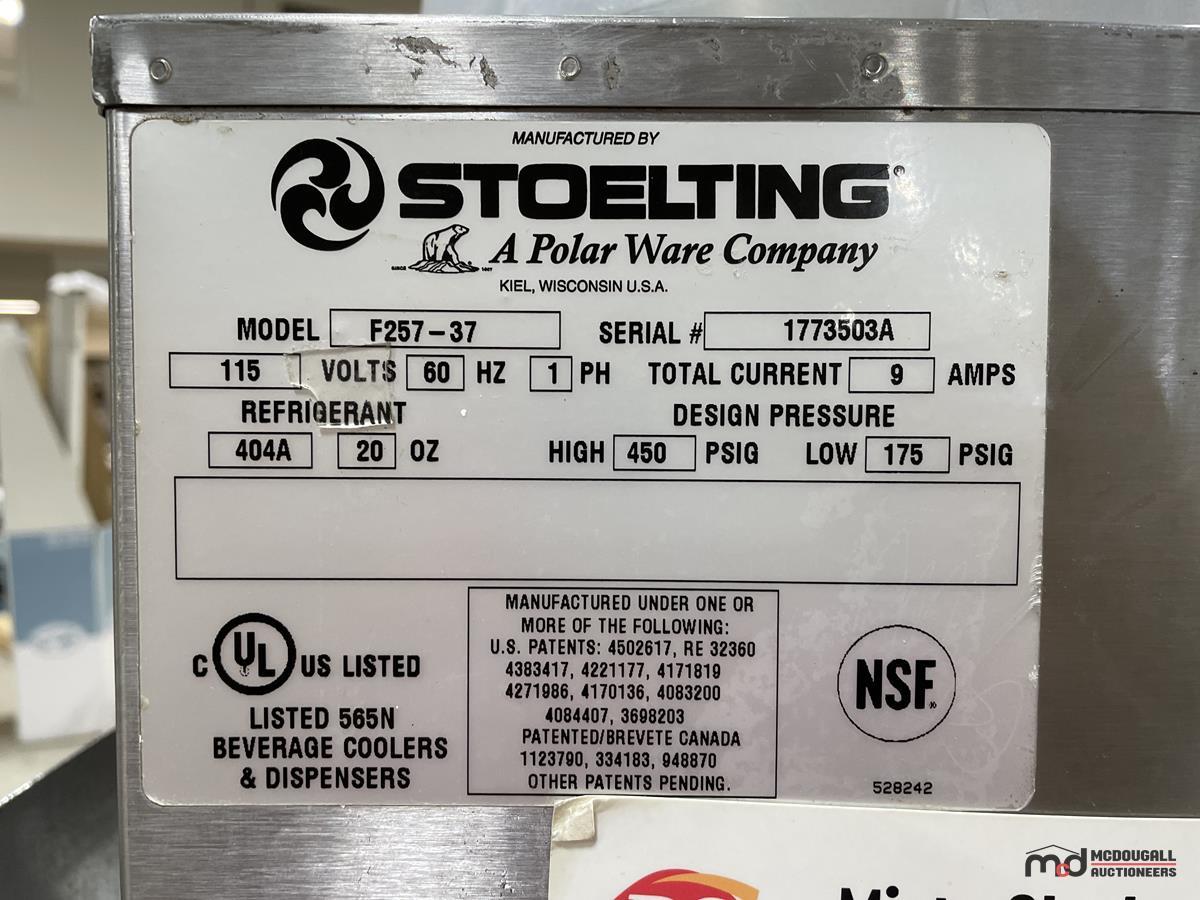 MANUFACTURED BY
STOELTING®
SINCE 1907
A Polar Ware Company
KIEL, WISCONSIN U.S.A.
MODEL F257-37 SERIAL # 1773503A
115 VOLTS 60 HZ 1 PH TOTAL CURRENT 9 AMPS
REFRIGERANT DESIGN PRESSURE
404A 20 OZ HIGH 450 PSIG LOW 175 PSIG
C UL US LISTED
LISTED 565N
BEVERAGE COOLERS
& DISPENSERS
MANUFACTURED UNDER ONE OR
MORE OF THE FOLLOWING:
U.S. PATENTS: 4502617, RE 32360
4383417, 4221177, 4171819
4271986, 4170136, 4083200
4084407, 3698203
PATENTED/BREVETE CANADA
1123790, 334183, 948870
OTHER PATENTS PENDING.
NSF®
528242
mcd MCDOUGALL
AUCTIONEERS